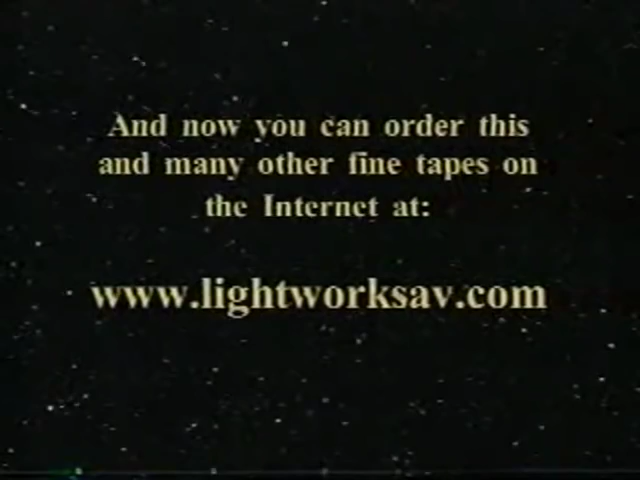 And now you can order this
and many other fine tapes on
the Internet at:
www.lightworksav.com